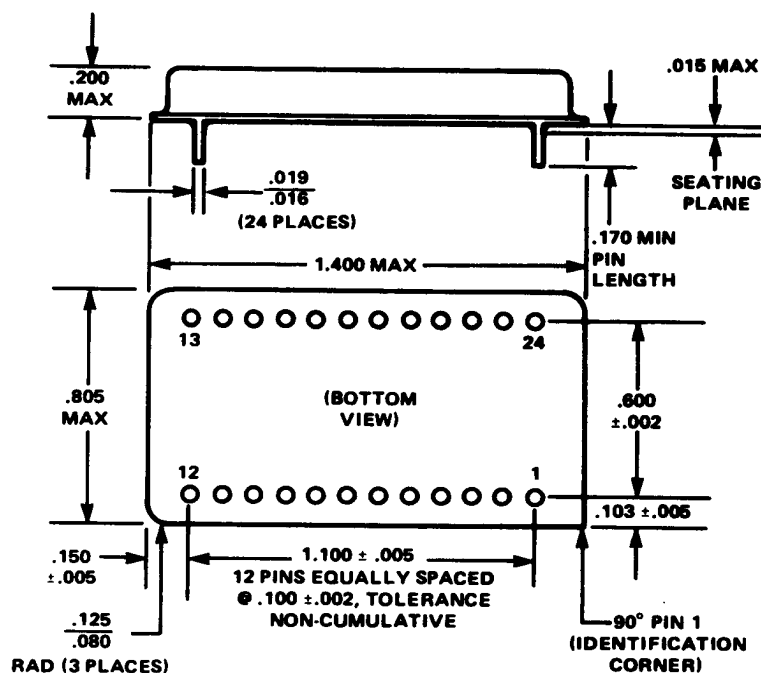 .200
MAX
.015 MAX
.019
.016
(24 PLACES)
SEATING
PLANE
.170 MIN
PIN
LENGTH
1.400 MAX
13
24
.805
MAX
(BOTTOM
VIEW)
.600
±.002
12
1
.103 ±.005
.150
±.005
1.100 ± .005
12 PINS EQUALLY SPACED
@ .100 ±.002, TOLERANCE
NON-CUMULATIVE
.125
.080
RAD (3 PLACES)
90° PIN 1
(IDENTIFICATION
CORNER)